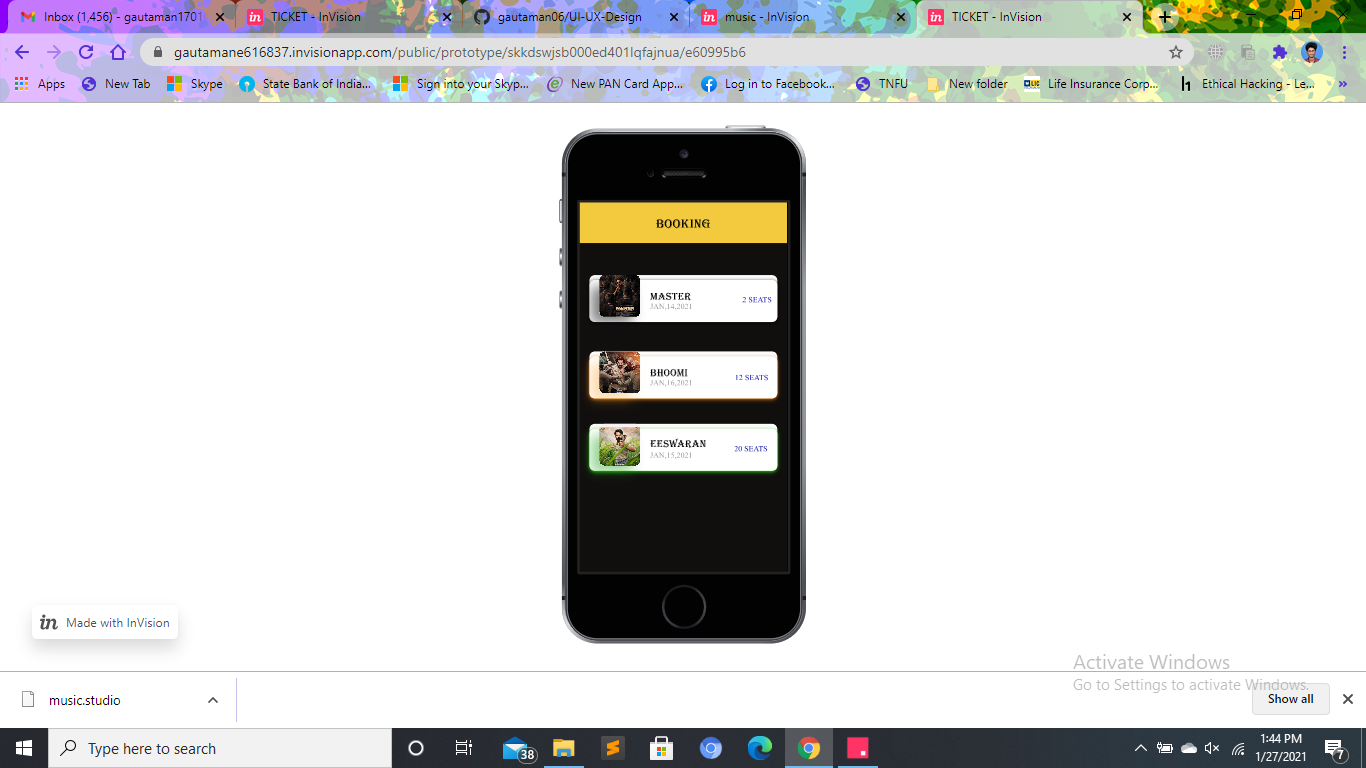 Inbox (1,456) - gautaman1701
TICKET - InVision
gautaman06/UI-UX-Design
music - InVision
TICKET - InVision
gautamane616837.invisionapp.com/public/prototype/skkdswjsb000ed401lqfajnua/e60995b6
Apps
New Tab
Skype
State Bank of India...
Sign into your Skyp...
New PAN Card App...
Log in to Facebook...
TNFU
New folder
Life Insurance Corp...
Ethical Hacking - Le...
BOOKING
MASTER
JAN,14,2021
2 SEATS
BHOOMI
JAN,16,2021
12 SEATS
EESWARAN
JAN,15,2021
20 SEATS
in Made with InVision
Activate Windows
Go to Settings to activate Windows.
music.studio
Show all
Type here to search
38
1:44 PM
1/27/2021
7